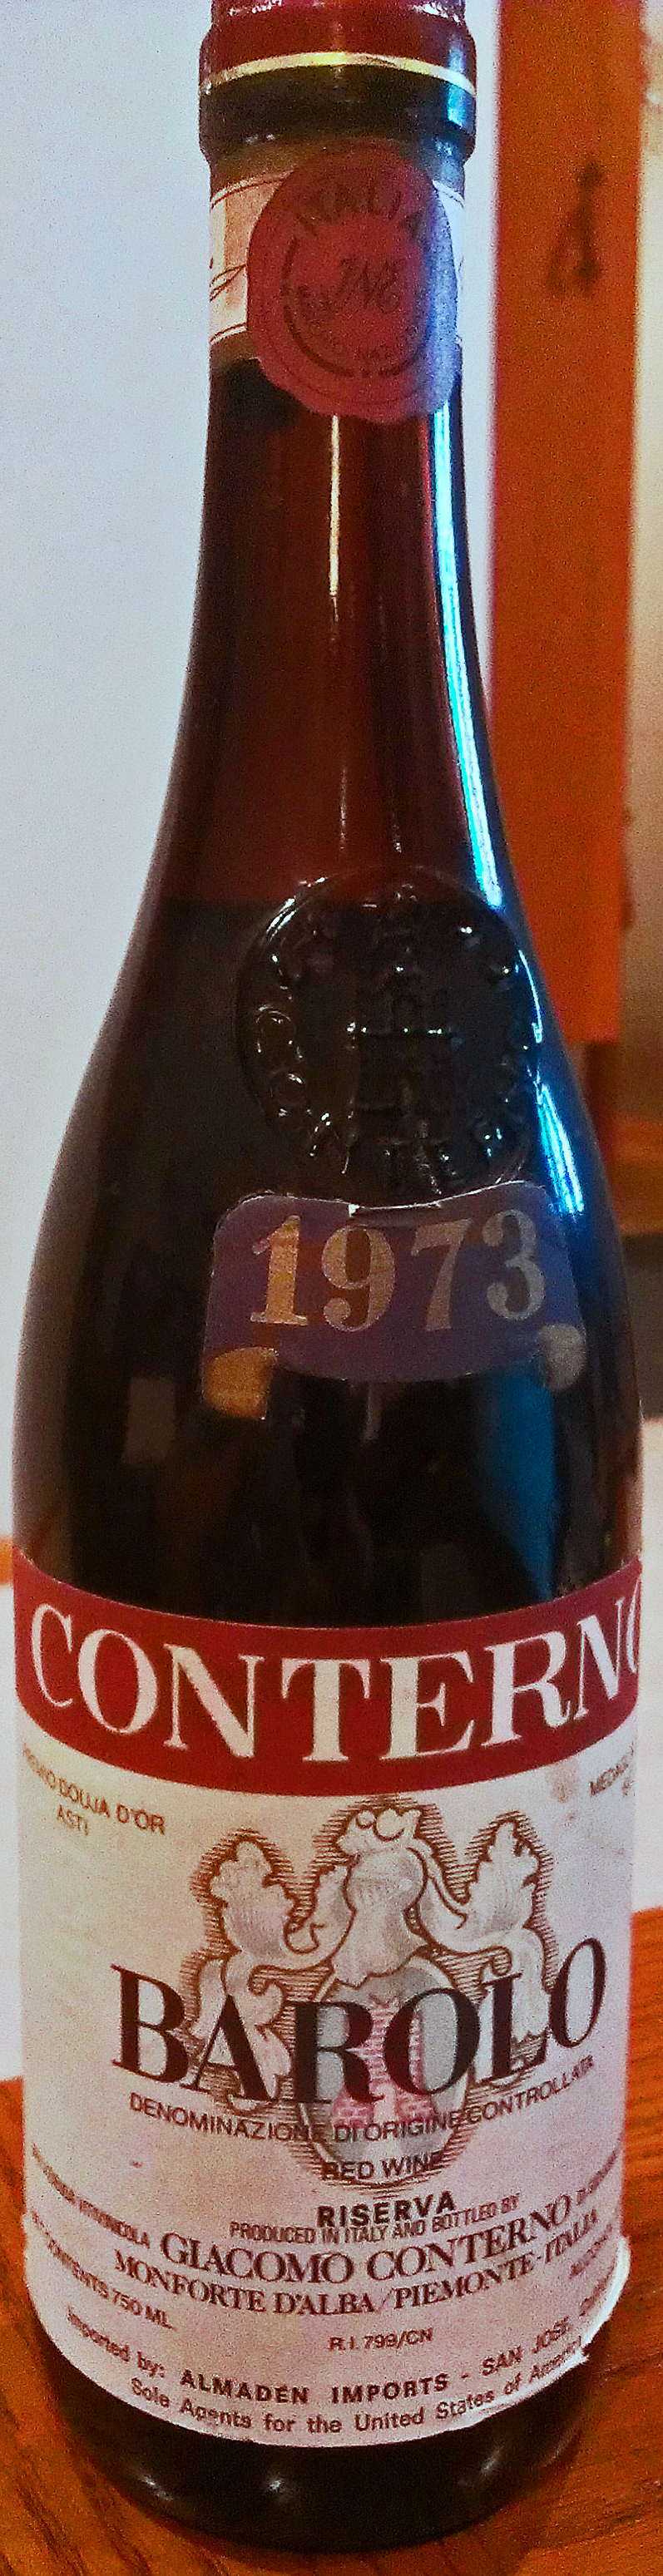 ITALIA
INE
CONTE
1973
CONTERNO
DOUJA D'OR
ASTI
BAROLO
DENOMINAZIONE DI ORIGINE CONTROLLATA
RED WINE
RISERVA
PRODUCED IN ITALY AND BOTTLED BY
GIACOMO CONTERNO
MONFORTE D'ALBA/PIEMONTE-ITALIA
CONTENTS 750 ML
R.I. 799/CN
Imported by: ALMADÉN IMPORTS - SAN JOSE,
Sole Agents for the United States of America